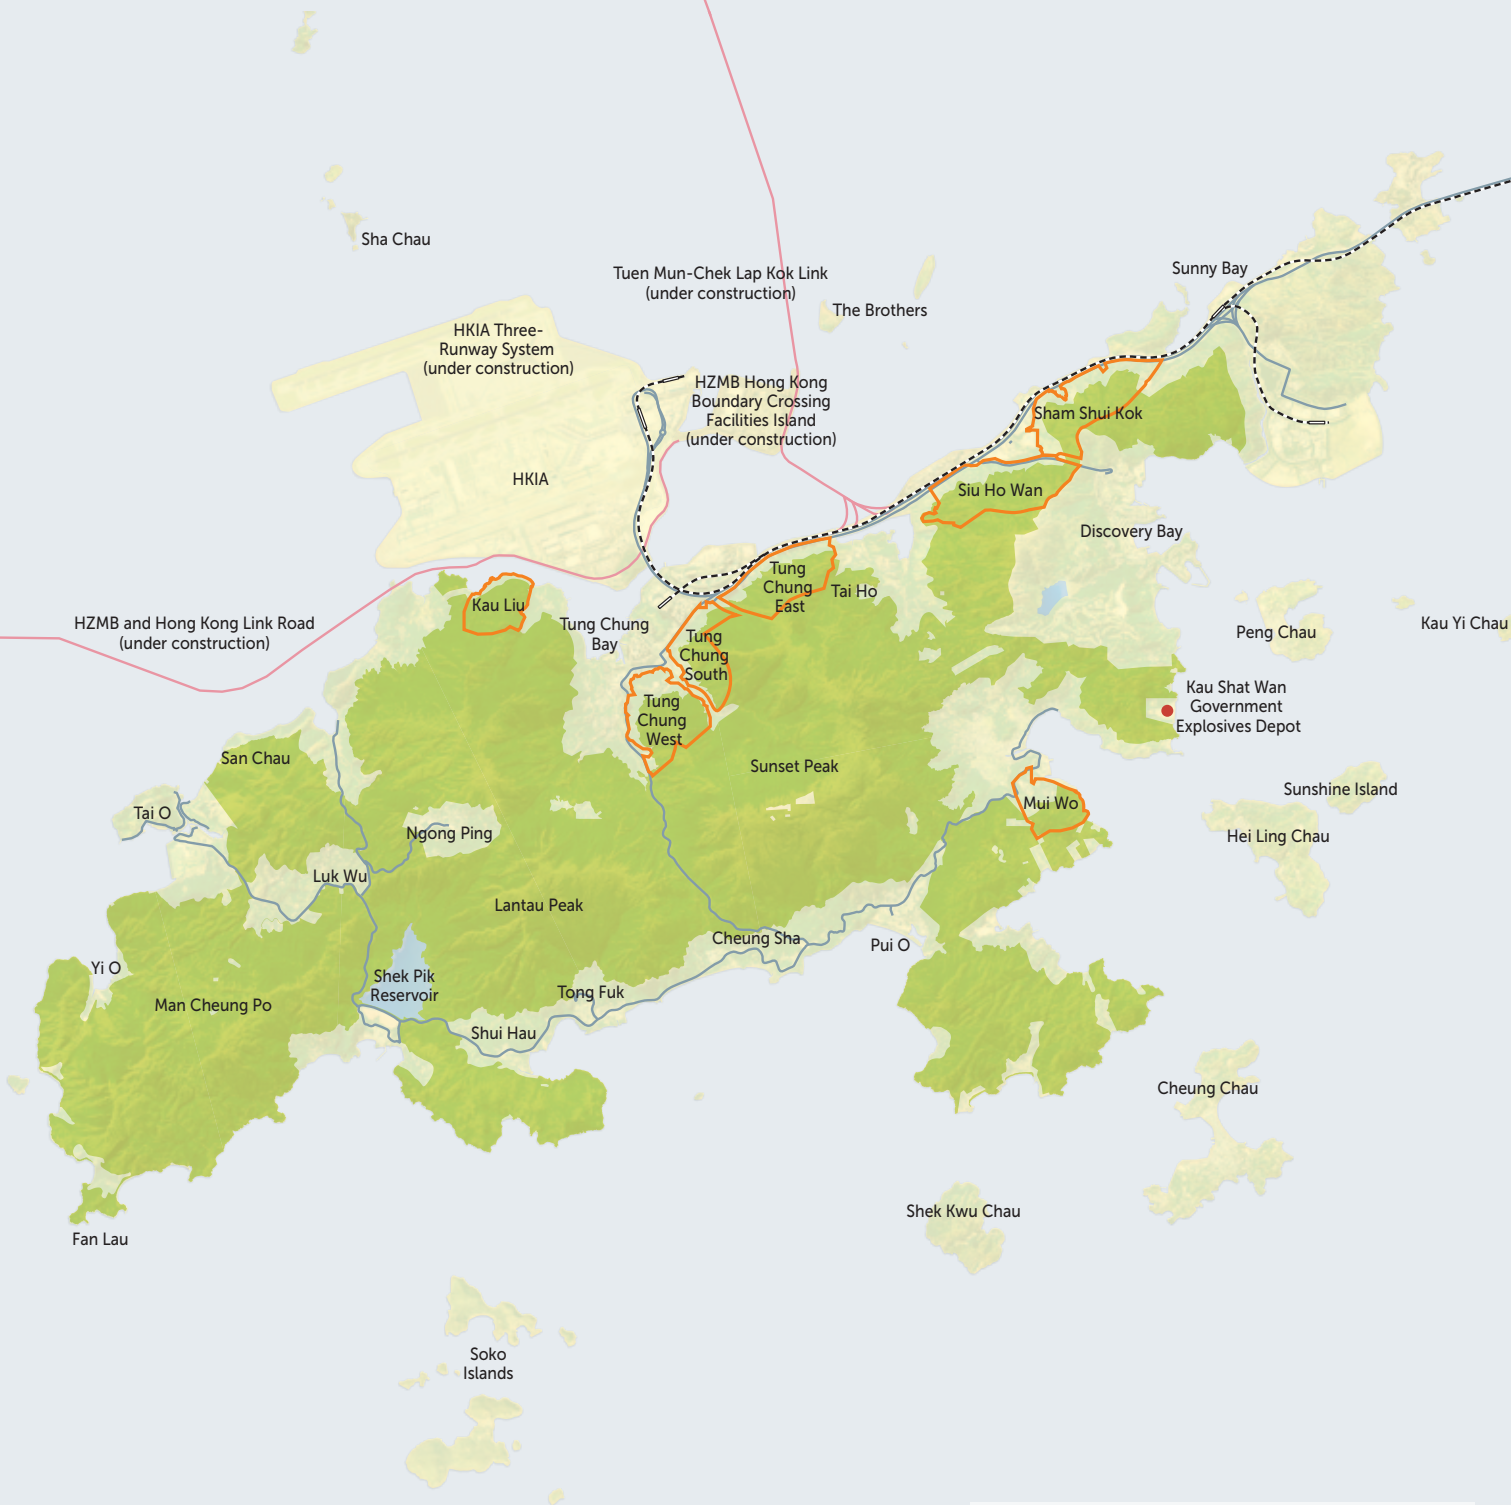 Sha Chau
Sunny Bay
Tuen Mun-Chek Lap Kok Link
(under construction)
The Brothers
HKIA Three-
Runway System
(under construction)
HZMB Hong Kong
Boundary Crossing
Facilities Island
(under construction)
Sham Shui Kok
HKIA
Siu Ho Wan
Discovery Bay
Tung
Chung
East
Tai Ho
Kau Liu
HZMB and Hong Kong Link Road
(under construction)
Tung Chung
Bay
Peng Chau
Kau Yi Chau
Tung
Chung
South
Kau Shat Wan
Government
Explosives Depot
Tung
Chung
West
San Chau
Sunset Peak
Sunshine Island
Tai O
Mui Wo
Ngong Ping
Hei Ling Chau
Luk Wu
Lantau Peak
Cheung Sha
Pui O
Yi O
Shek Pik
Reservoir
Tong Fuk
Man Cheung Po
Shui Hau
Cheung Chau
Shek Kwu Chau
Fan Lau
Soko
Islands